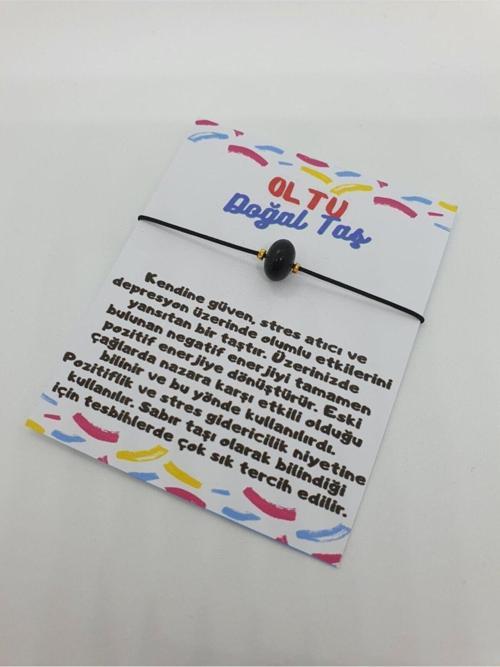 OLTU
Doğal Taş
Kendine güven, stres atıcı ve
depresyon üzerinde olumlu etkilerini
yansıtan bir taştır. Üzerinizde
bulunan negatif enerjiyi tamamen
pozitif enerjiye dönüştürür. Eski
çağlarda nazara karşı etkili olduğu
bilinir ve bu yönde kullanılırdı.
Pozitiflik ve stres gidericilik niyetine
kullanılır. Sabır taşı olarak bilindiği
için tesbihlerde çok sık tercih edilir.